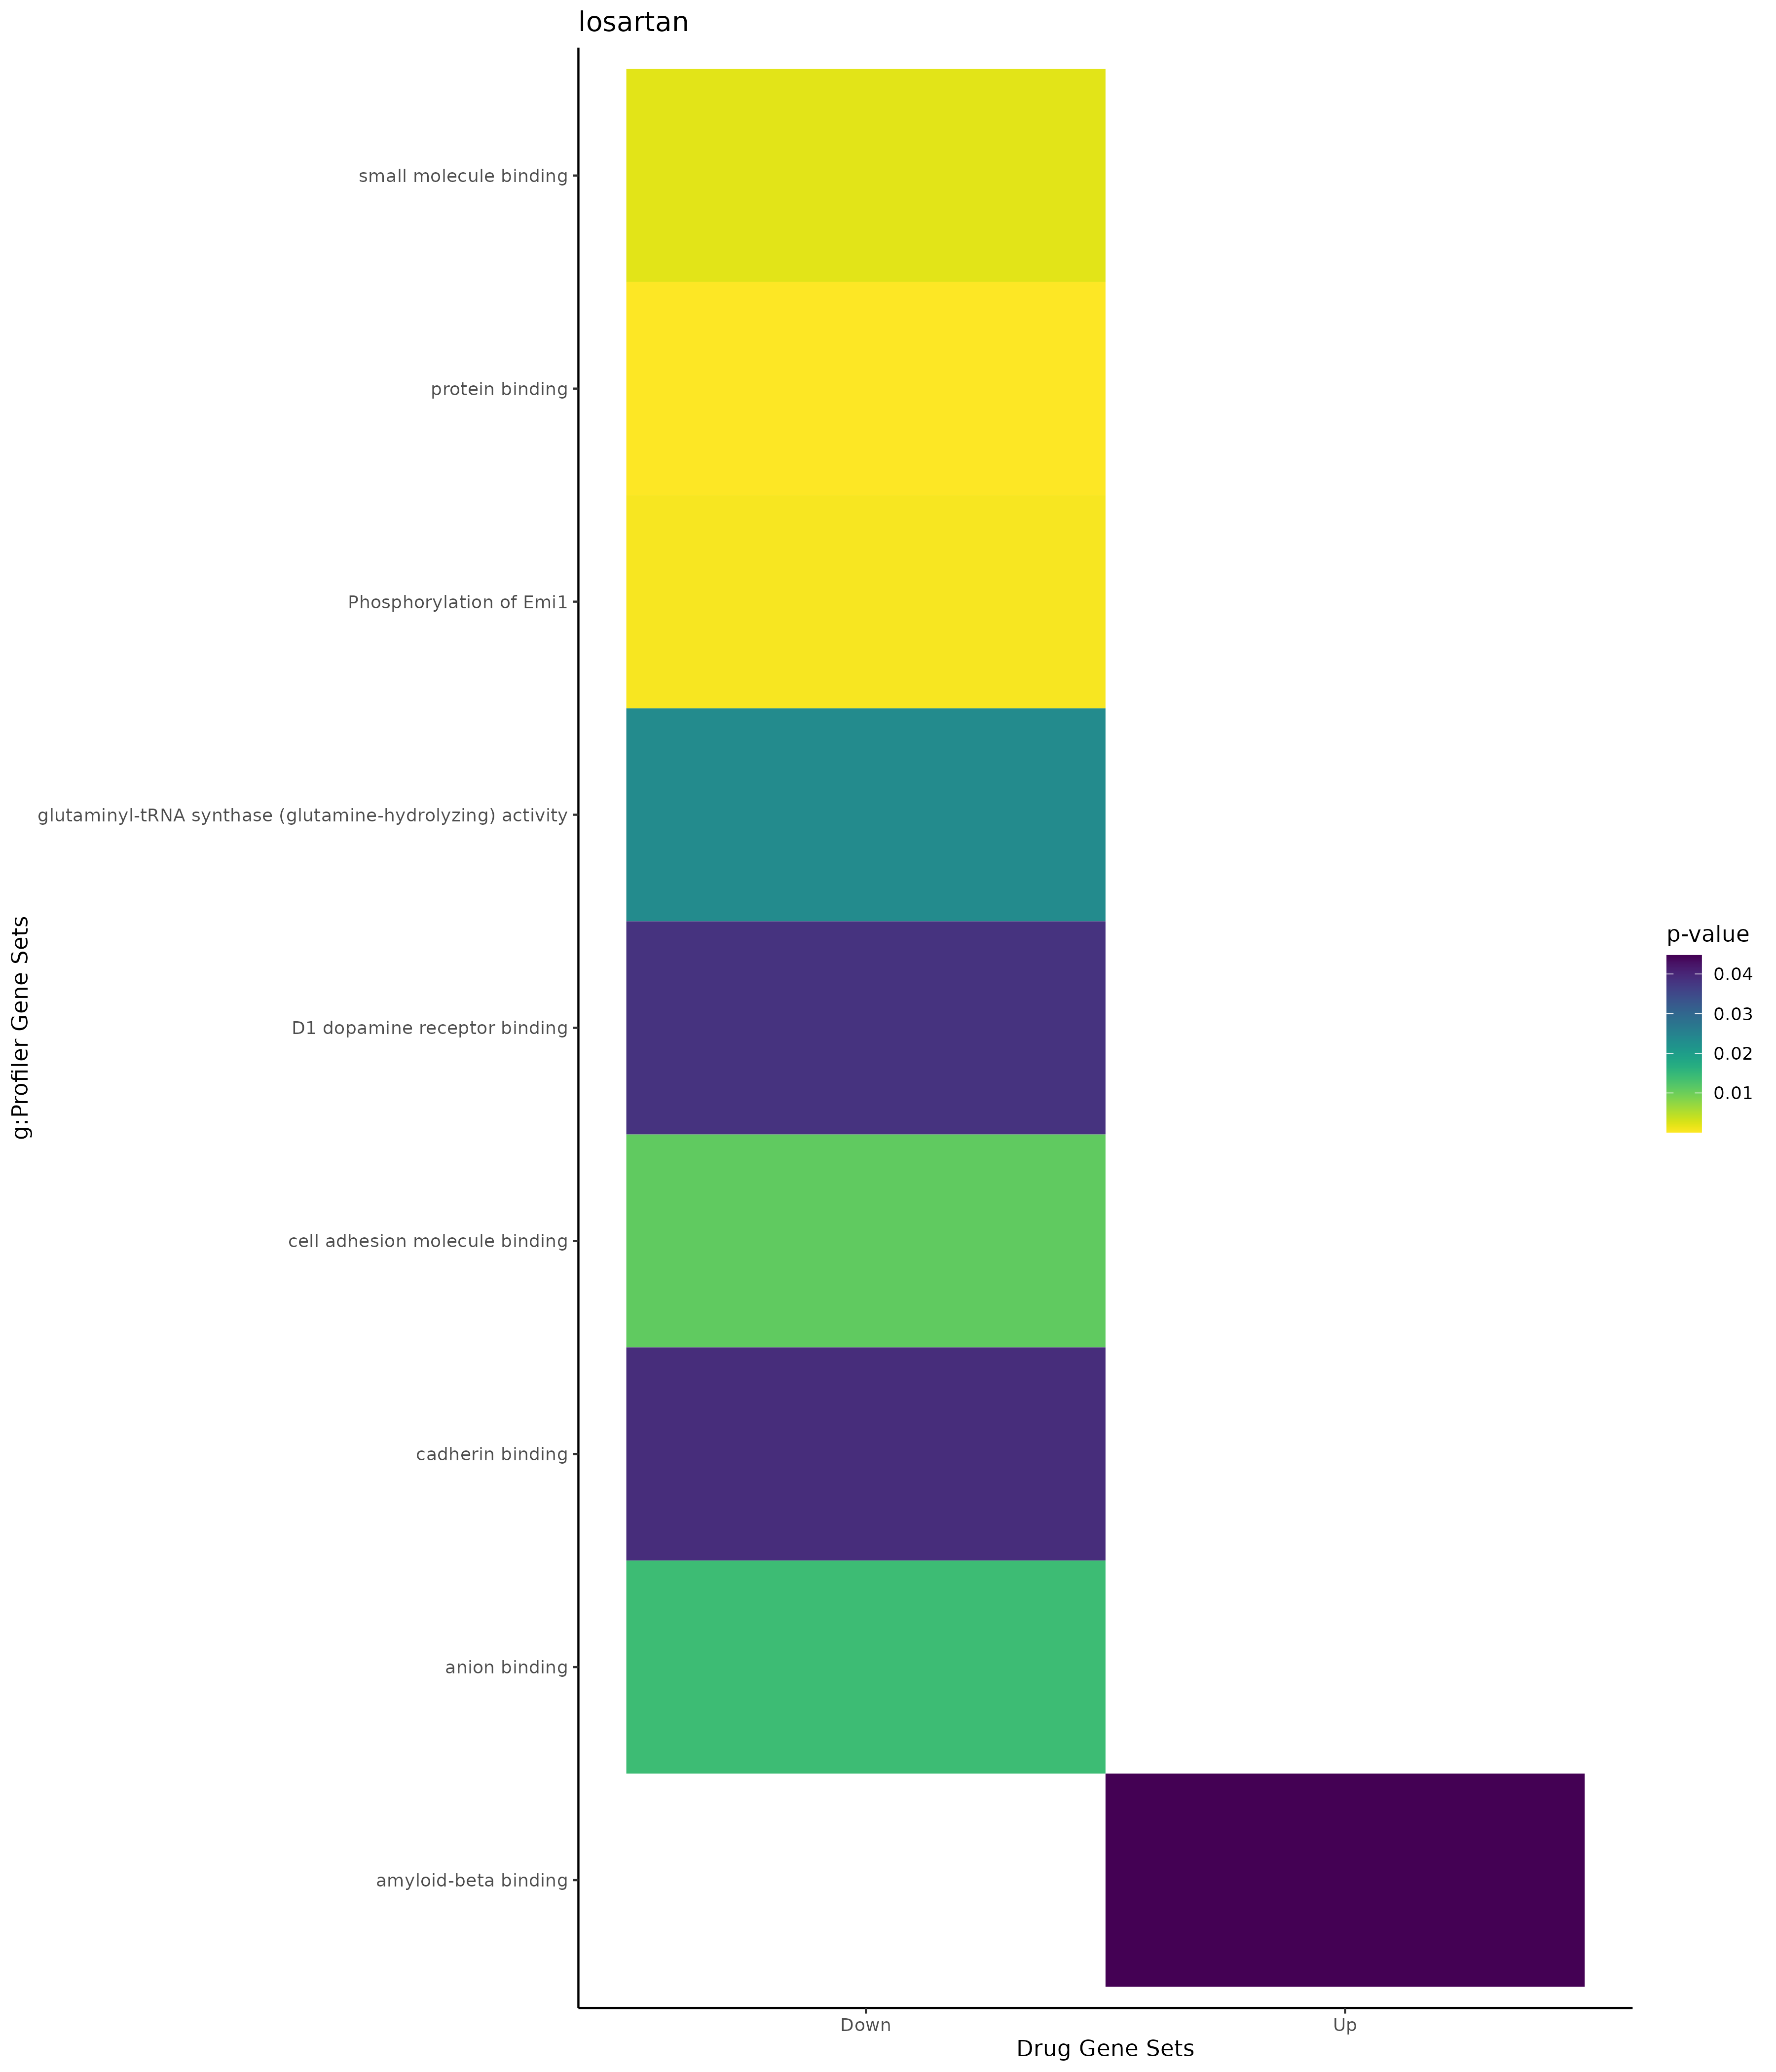 losartan
small molecule binding
protein binding
Phosphorylation of Emi1
glutaminyl-tRNA synthase (glutamine-hydrolyzing) activity
D1 dopamine receptor binding
cell adhesion molecule binding
cadherin binding
anion binding
amyloid-beta binding
g:Profiler Gene Sets
Down
Up
Drug Gene Sets
p-value
0.04
0.03
0.02
0.01